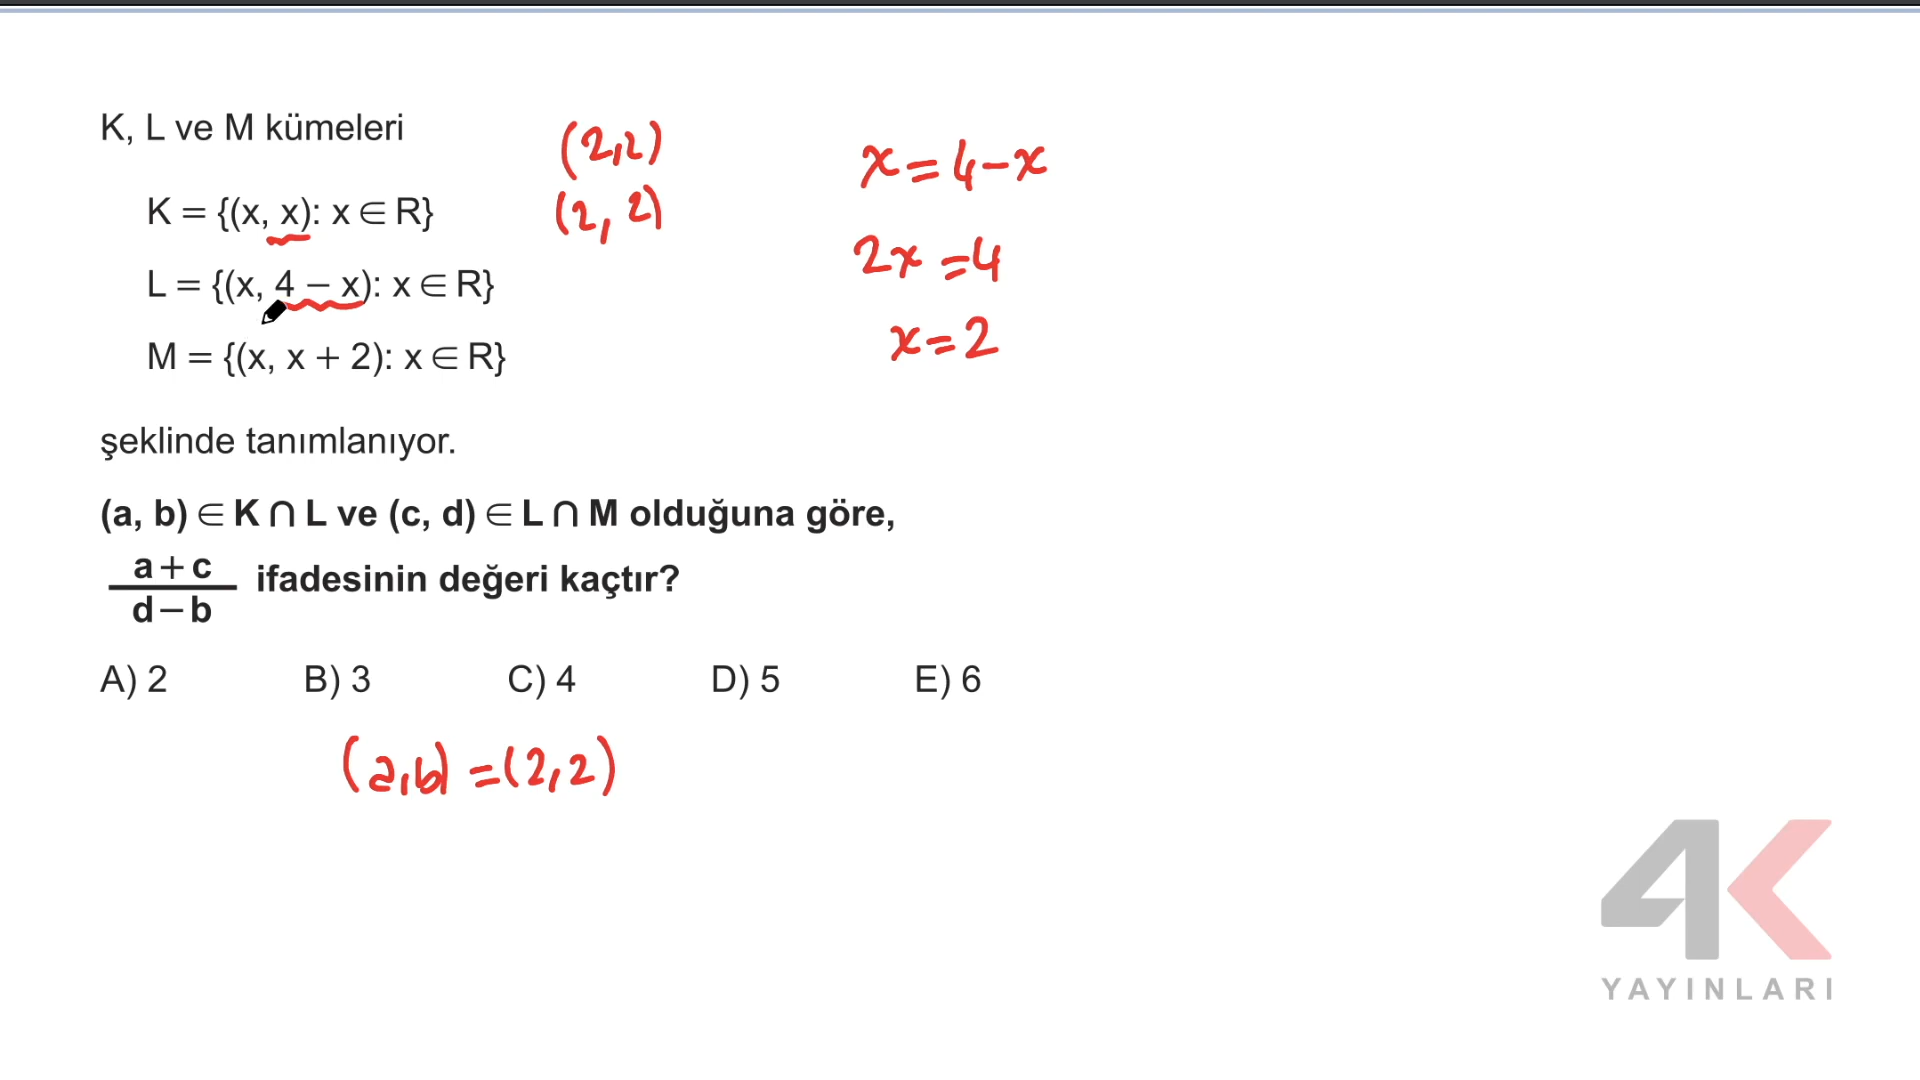 K, L ve M kümeleri
K = {(x, x): x ∈ R}
L = {(x, 4 − x): x ∈ R}
M = {(x, x + 2): x ∈ R}
(2,2)
(2, 2)
x = 4 − x
2x = 4
x = 2
şeklinde tanımlanıyor.
(a, b) ∈ K ∩ L ve (c, d) ∈ L ∩ M olduğuna göre,
a + c
d − b
ifadesinin değeri kaçtır?
A) 2 B) 3 C) 4 D) 5 E) 6
(a,b) = (2,2)
4K
YAYINLARI